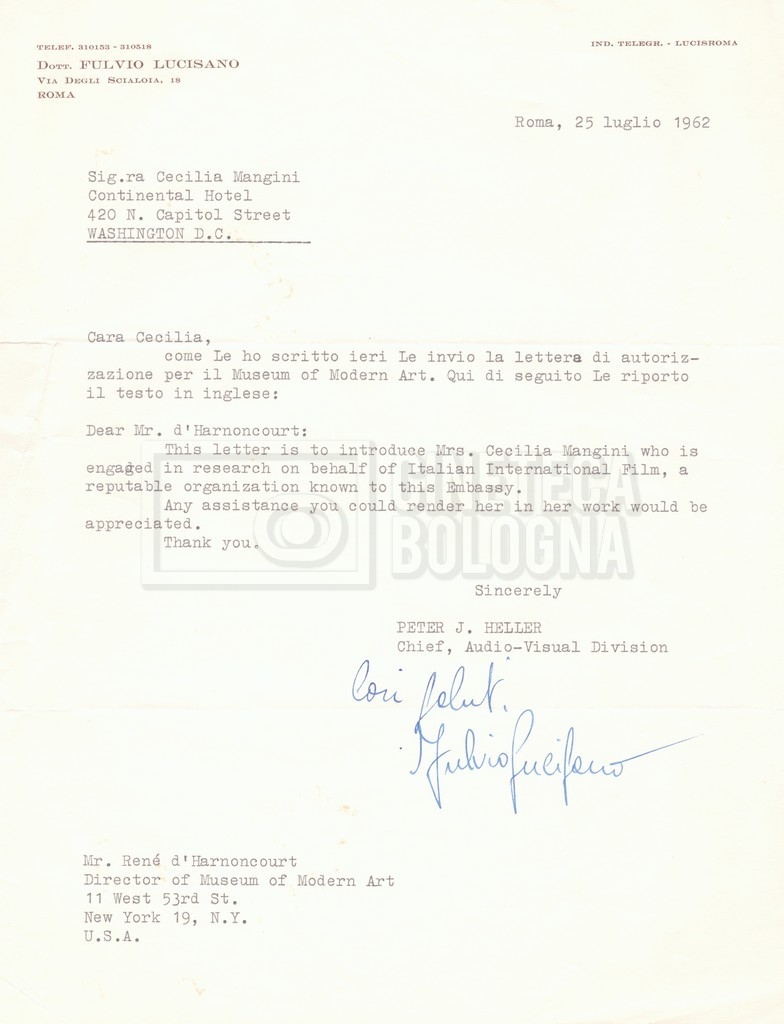 TELEF. 310153 - 310518
IND. TELEGR. - LUCISROMA
DOTT. FULVIO LUCISANO
VIA DEGLI SCIALOIA, 18
ROMA
Roma, 25 luglio 1962
Sig.ra Cecilia Mangini
Continental Hotel
420 N. Capitol Street
WASHINGTON D.C.
Cara Cecilia,
come Le ho scritto ieri Le invio la lettera di autoriz-
zazione per il Museum of Modern Art. Qui di seguito Le riporto
il testo in inglese:
Dear Mr. d'Harnoncourt:
This letter is to introduce Mrs. Cecilia Mangini who is
engaged in research on behalf of Italian International Film, a
reputable organization known to this Embassy.
Any assistance you could render her in her work would be
appreciated.
Thank you.
CINETECA
BOLOGNA
Sincerely
PETER J. HELLER
Chief, Audio-Visual Division
Cari saluti.
Fulvio Lucisano
Mr. René d'Harnoncourt
Director of Museum of Modern Art
11 West 53rd St.
New York 19, N.Y.
U.S.A.